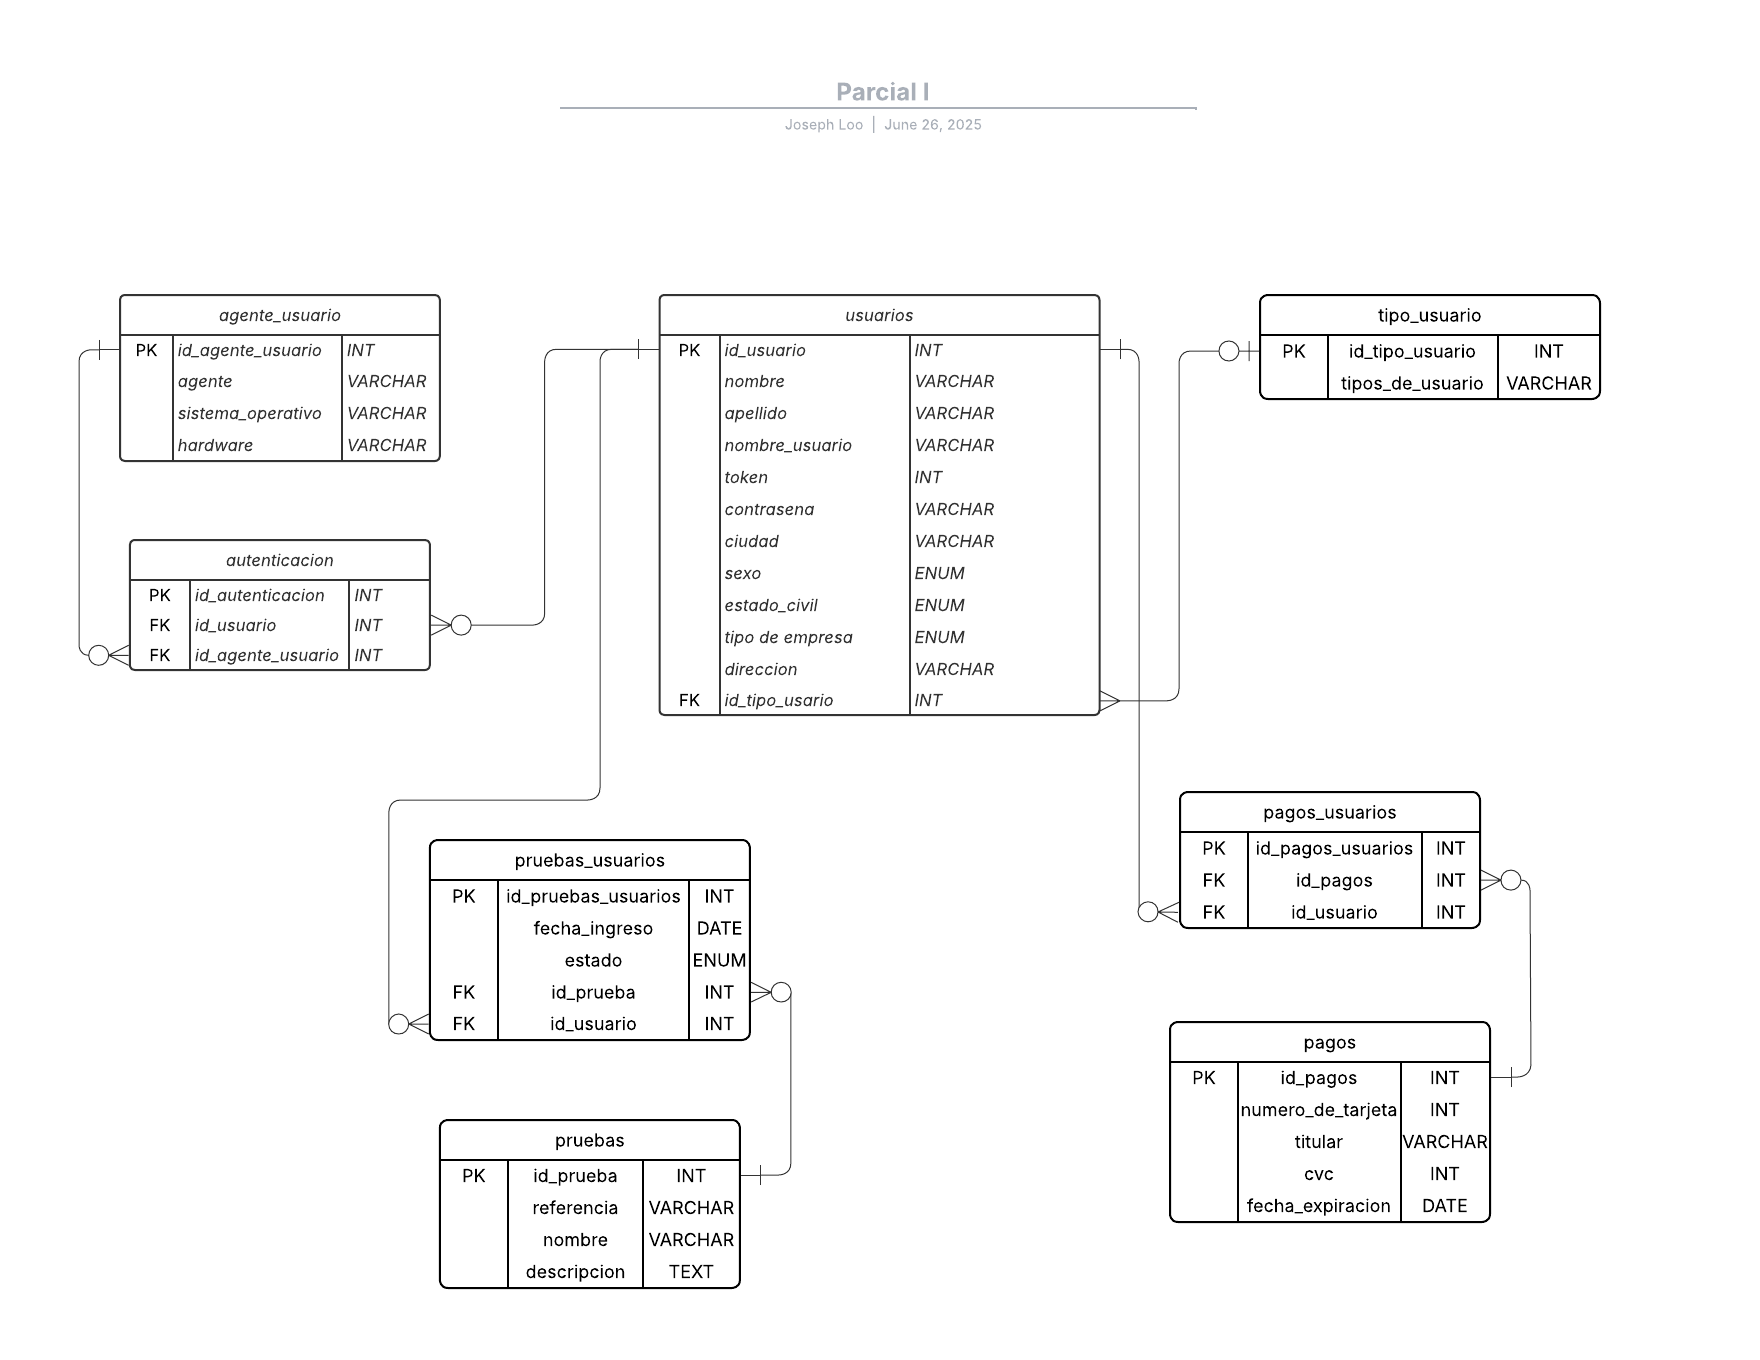 Parcial I
Joseph Loo | June 26, 2025
agente_usuario
PK id_agente_usuario INT
agente VARCHAR
sistema_operativo VARCHAR
hardware VARCHAR
autenticacion
PK id_autenticacion INT
FK id_usuario INT
FK id_agente_usuario INT
usuarios
PK id_usuario INT
nombre VARCHAR
apellido VARCHAR
nombre_usuario VARCHAR
token INT
contrasena VARCHAR
ciudad VARCHAR
sexo ENUM
estado_civil ENUM
tipo de empresa ENUM
direccion VARCHAR
FK id_tipo_usario INT
tipo_usuario
PK id_tipo_usuario INT
tipos_de_usuario VARCHAR
pruebas_usuarios
PK id_pruebas_usuarios INT
fecha_ingreso DATE
estado ENUM
FK id_prueba INT
FK id_usuario INT
pruebas
PK id_prueba INT
referencia VARCHAR
nombre VARCHAR
descripcion TEXT
pagos_usuarios
PK id_pagos_usuarios INT
FK id_pagos INT
FK id_usuario INT
pagos
PK id_pagos INT
numero_de_tarjeta INT
titular VARCHAR
cvc INT
fecha_expiracion DATE